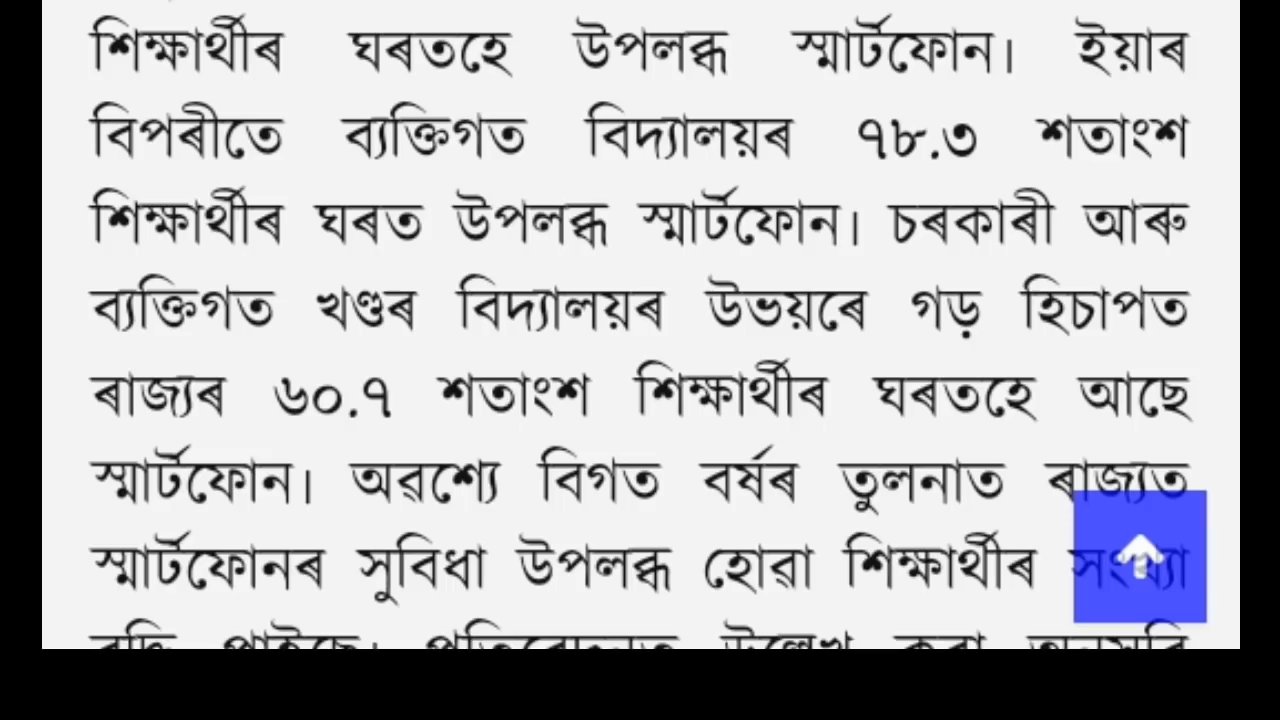 শিক্ষাৰ্থীৰ ঘৰতহে উপলব্ধ স্মাৰ্টফোন। ইয়াৰ
বিপৰীতে ব্যক্তিগত বিদ্যালয়ৰ ৭৮.৩ শতাংশ
শিক্ষাৰ্থীৰ ঘৰত উপলব্ধ স্মাৰ্টফোন। চৰকাৰী আৰু
ব্যক্তিগত খণ্ডৰ বিদ্যালয়ৰ উভয়ৰে গড় হিচাপত
ৰাজ্যৰ ৬০.৭ শতাংশ শিক্ষাৰ্থীৰ ঘৰতহে আছে
স্মাৰ্টফোন। অৱশ্যে বিগত বৰ্ষৰ তুলনাত ৰাজ্যত
স্মাৰ্টফোনৰ সুবিধা উপলব্ধ হোৱা শিক্ষাৰ্থীৰ সংখ্যা